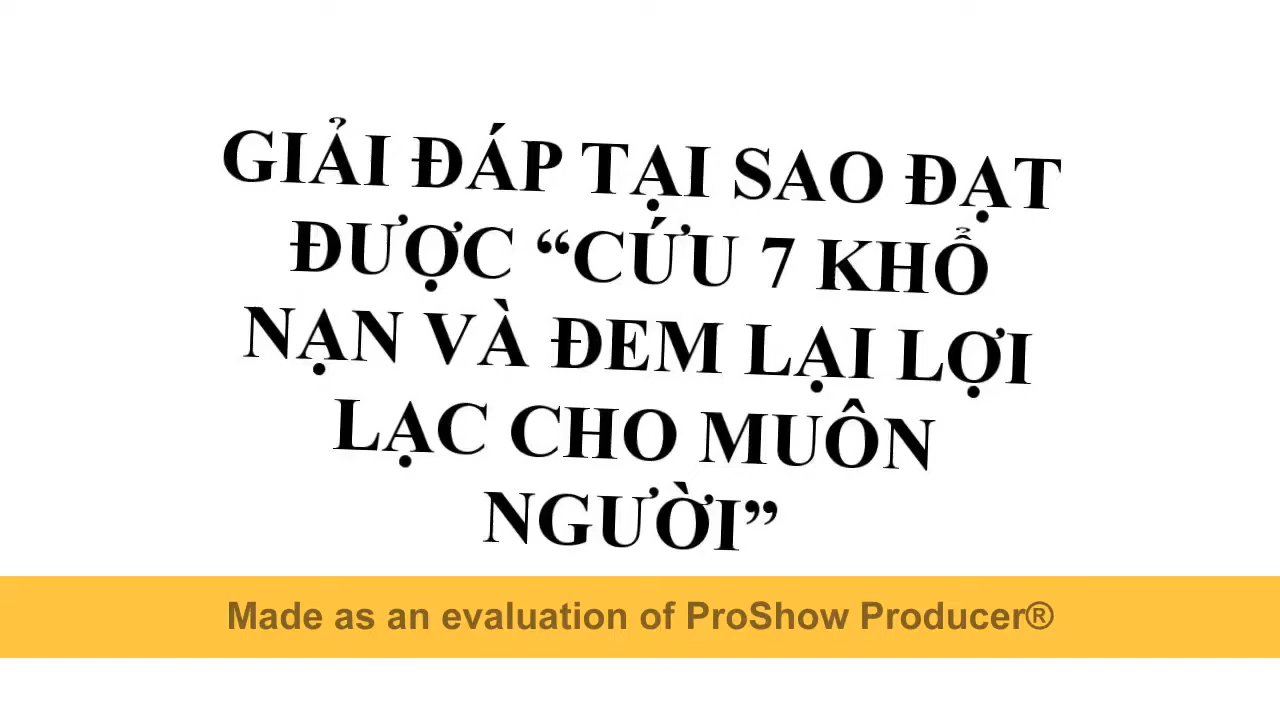 GIẢI ĐÁP TẠI SAO ĐẠT
ĐƯỢC “CỨU 7 KHỔ
NẠN VÀ ĐEM LẠI LỢI
LẠC CHO MUÔN
NGƯỜI”
Made as an evaluation of ProShow Producer®